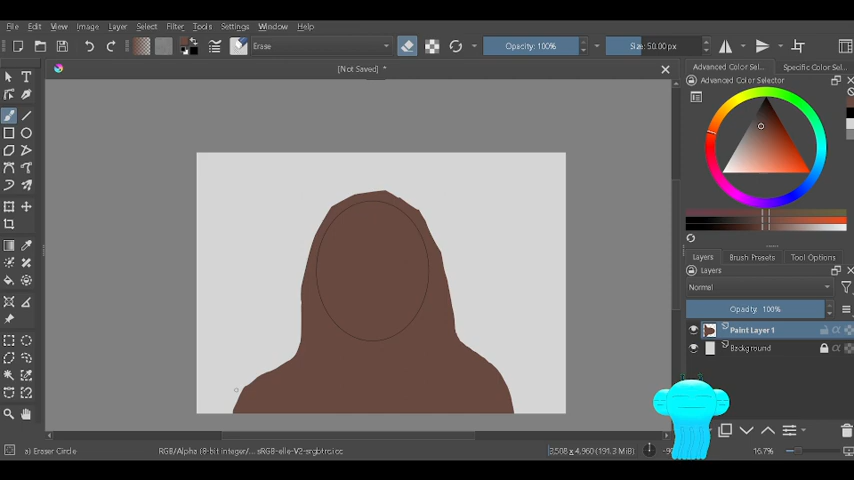 File Edit View Image Layer Select Filter Tools Settings Window Help
Erase Opacity: 100% Size: 50.00 px
[Not Saved] *
Advanced Color Sel... Specific Color Sel...
Advanced Color Selector
Layers Brush Presets Tool Options
Layers
Normal
Opacity: 100%
Paint Layer 1
Background
a) Eraser Circle RGB/Alpha (8-bit integer/... sRGB-elle-V2-srgbtrc.icc 3,508 x 4,960 (191.3 MiB) 16.7%